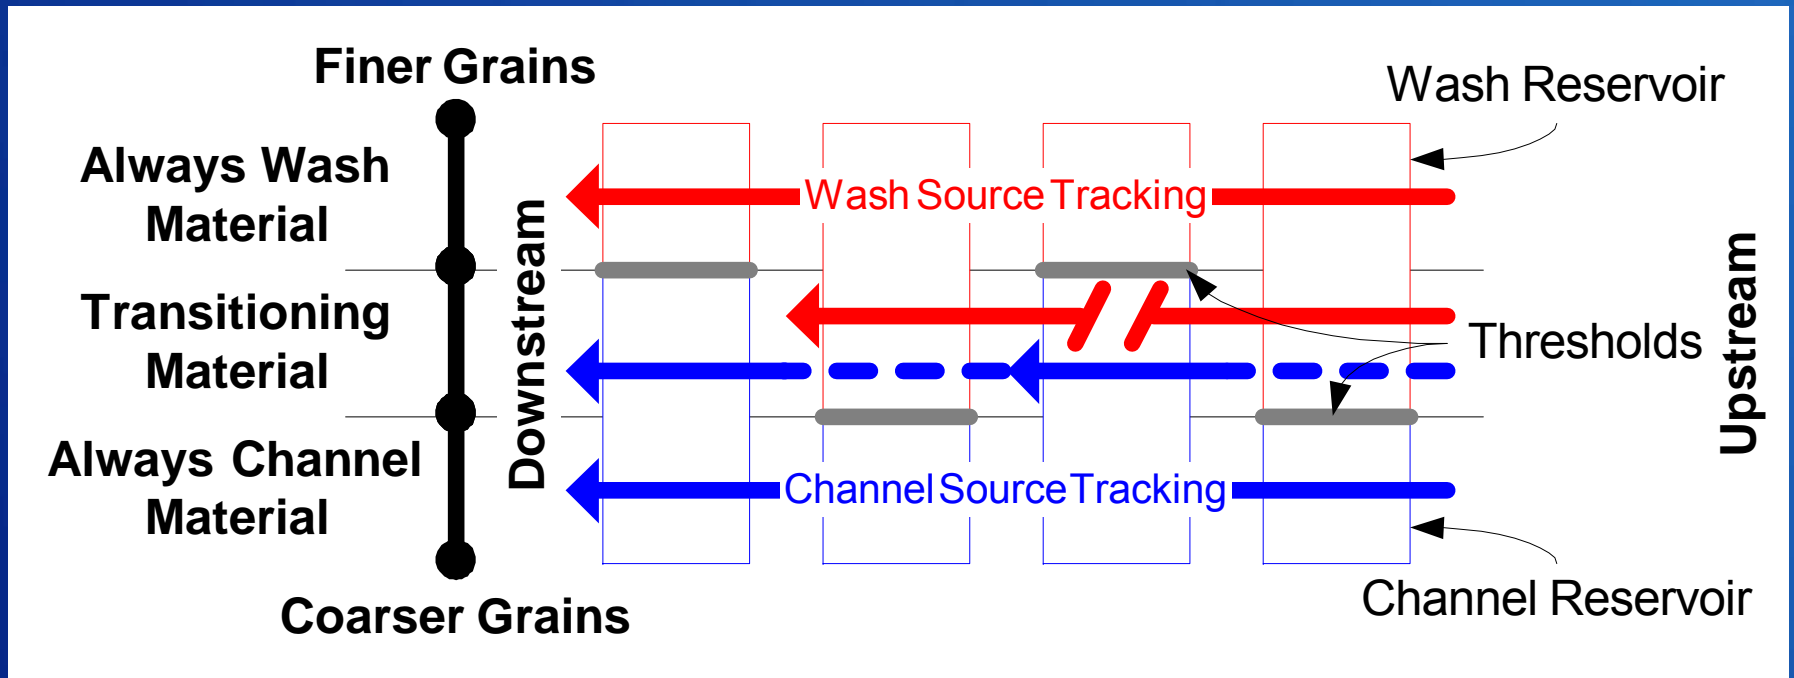 Finer Grains
Wash Reservoir
Always Wash
Material
Wash Source Tracking
Downstream
Upstream
Transitioning
Material
Thresholds
Always Channel
Material
Channel Source Tracking
Channel Reservoir
Coarser Grains